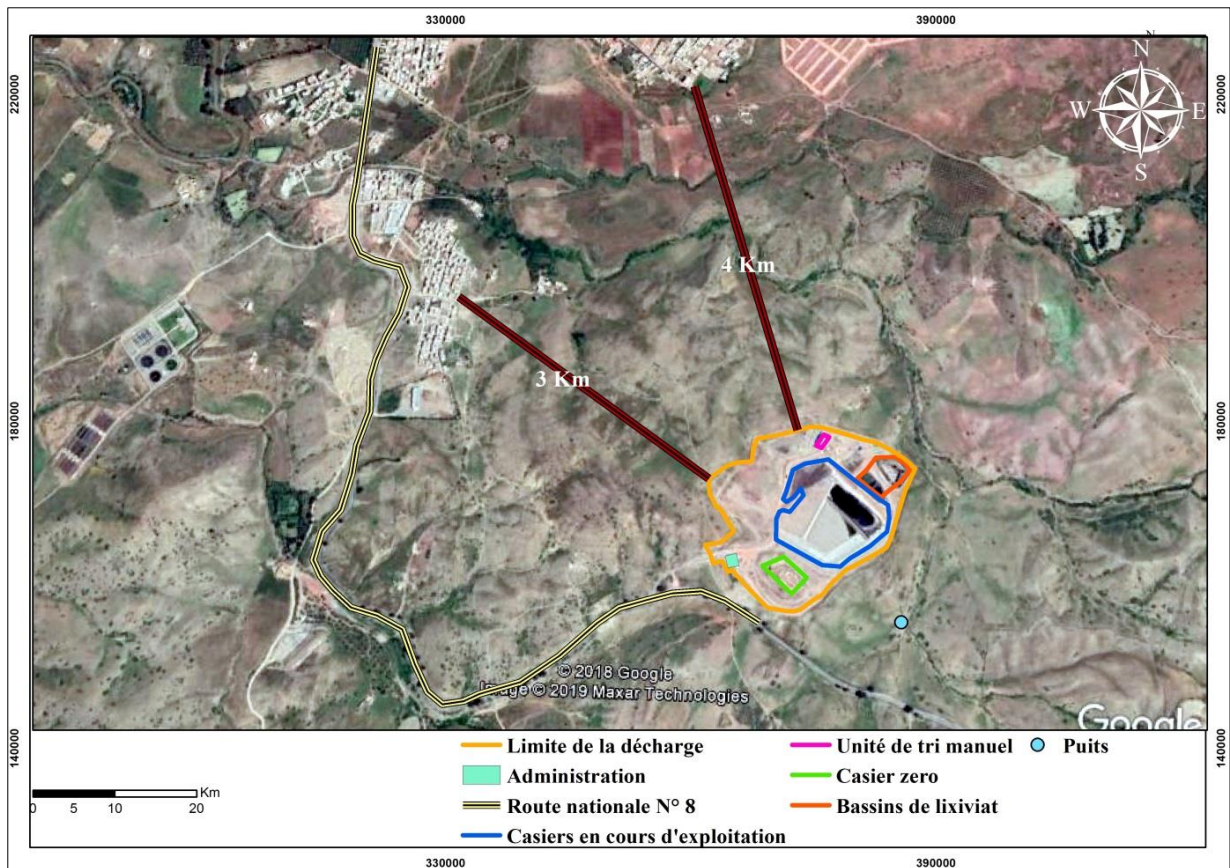 330000 390000
N
220000 220000
N
W E
S
4 Km
3 Km
180000 180000
© 2018 Google
Image © 2019 Maxar Technologies
Google
140000 140000
Limite de la décharge Unité de tri manuel Puits
Administration Casier zero
Route nationale N° 8 Bassins de lixiviat
Casiers en cours d'exploitation
Km
0 5 10 20
330000 390000